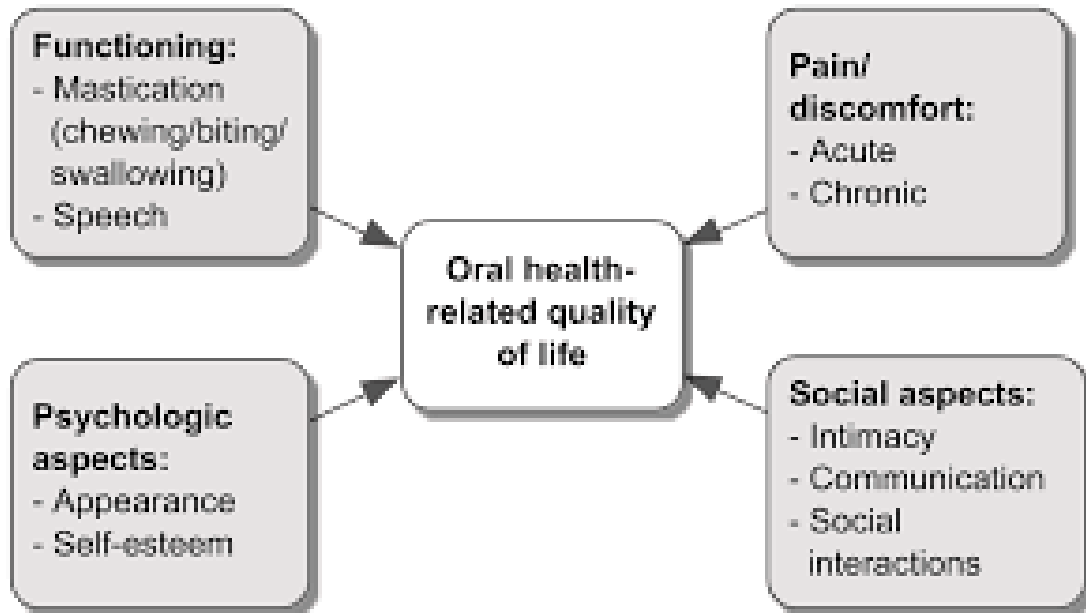 Functioning:
- Mastication
(chewing/biting/
swallowing)
- Speech
Pain/
discomfort:
- Acute
- Chronic
Oral health-
related quality
of life
Psychologic
aspects:
- Appearance
- Self-esteem
Social aspects:
- Intimacy
- Communication
- Social
interactions